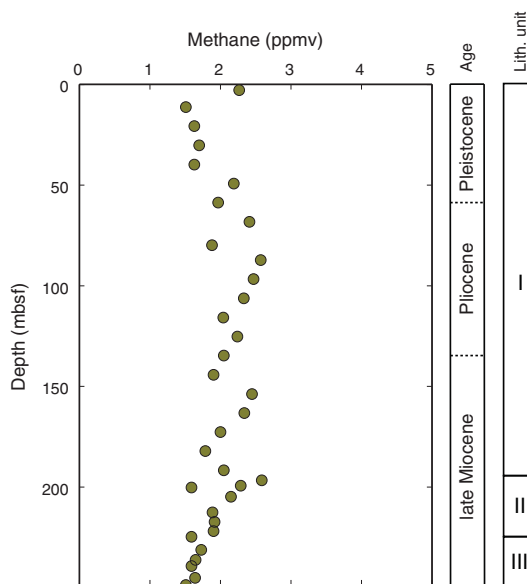 Methane (ppmv)
0 1 2 3 4 5
Age
Lith. unit
Depth (mbsf)
0
50
100
150
200
Pleistocene
Pliocene
late Miocene
I
II
III